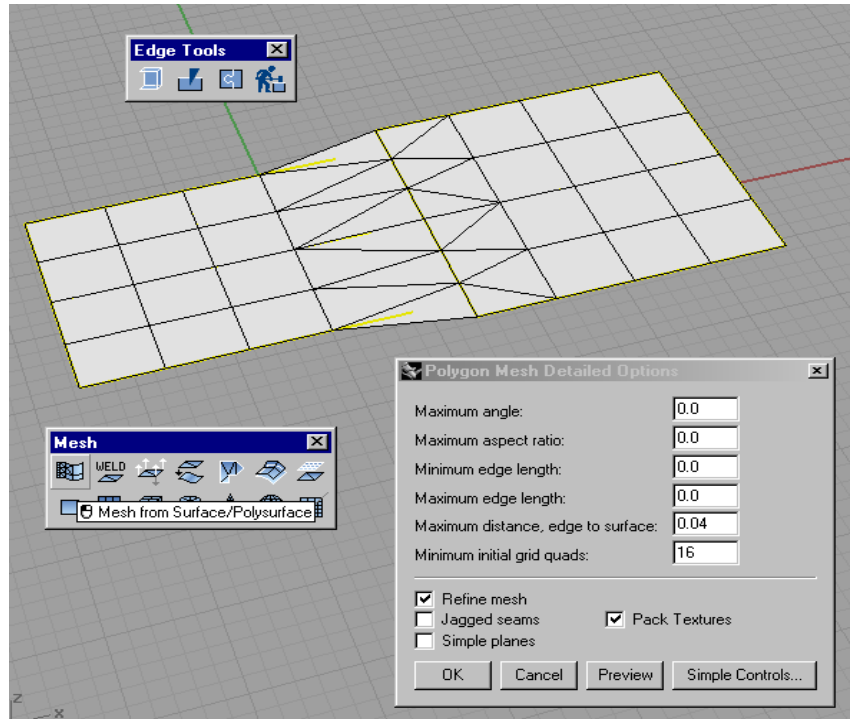 Edge Tools
Polygon Mesh Detailed Options
Maximum angle: 0.0
Maximum aspect ratio: 0.0
Minimum edge length: 0.0
Maximum edge length: 0.0
Maximum distance, edge to surface: 0.04
Minimum initial grid quads: 16
Mesh
WELD
Mesh from Surface/Polysurface
Refine mesh
Jagged seams
Pack Textures
Simple planes
OK
Cancel
Preview
Simple Controls...
z
x